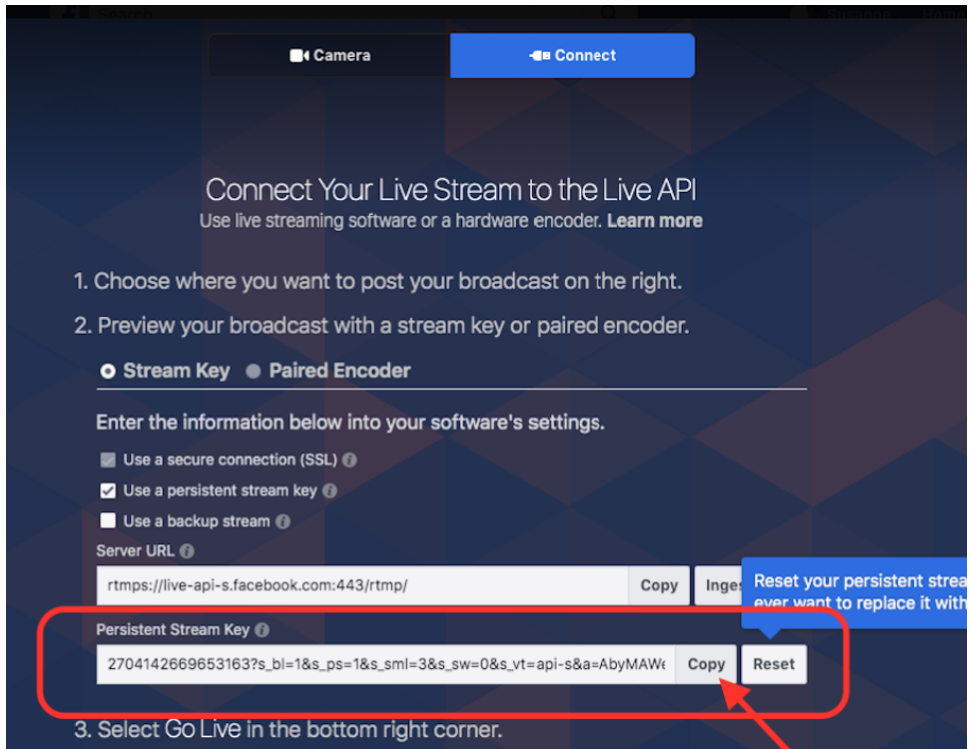 Search
Camera
Connect
Connect Your Live Stream to the Live API
Use live streaming software or a hardware encoder. Learn more
1. Choose where you want to post your broadcast on the right.
2. Preview your broadcast with a stream key or paired encoder.
Stream Key Paired Encoder
Enter the information below into your software's settings.
Use a secure connection (SSL)
Use a persistent stream key
Use a backup stream
Server URL
rtmps://live-api-s.facebook.com:443/rtmp/ Copy
Reset your persistent
ever want to replace it with
Persistent Stream Key
2704142669653163?s_bl=1&s_ps=1&s_sml=3&s_sw=0&s_vt=api-s&a=AbyMAWe Copy Reset
3. Select Go Live in the bottom right corner.